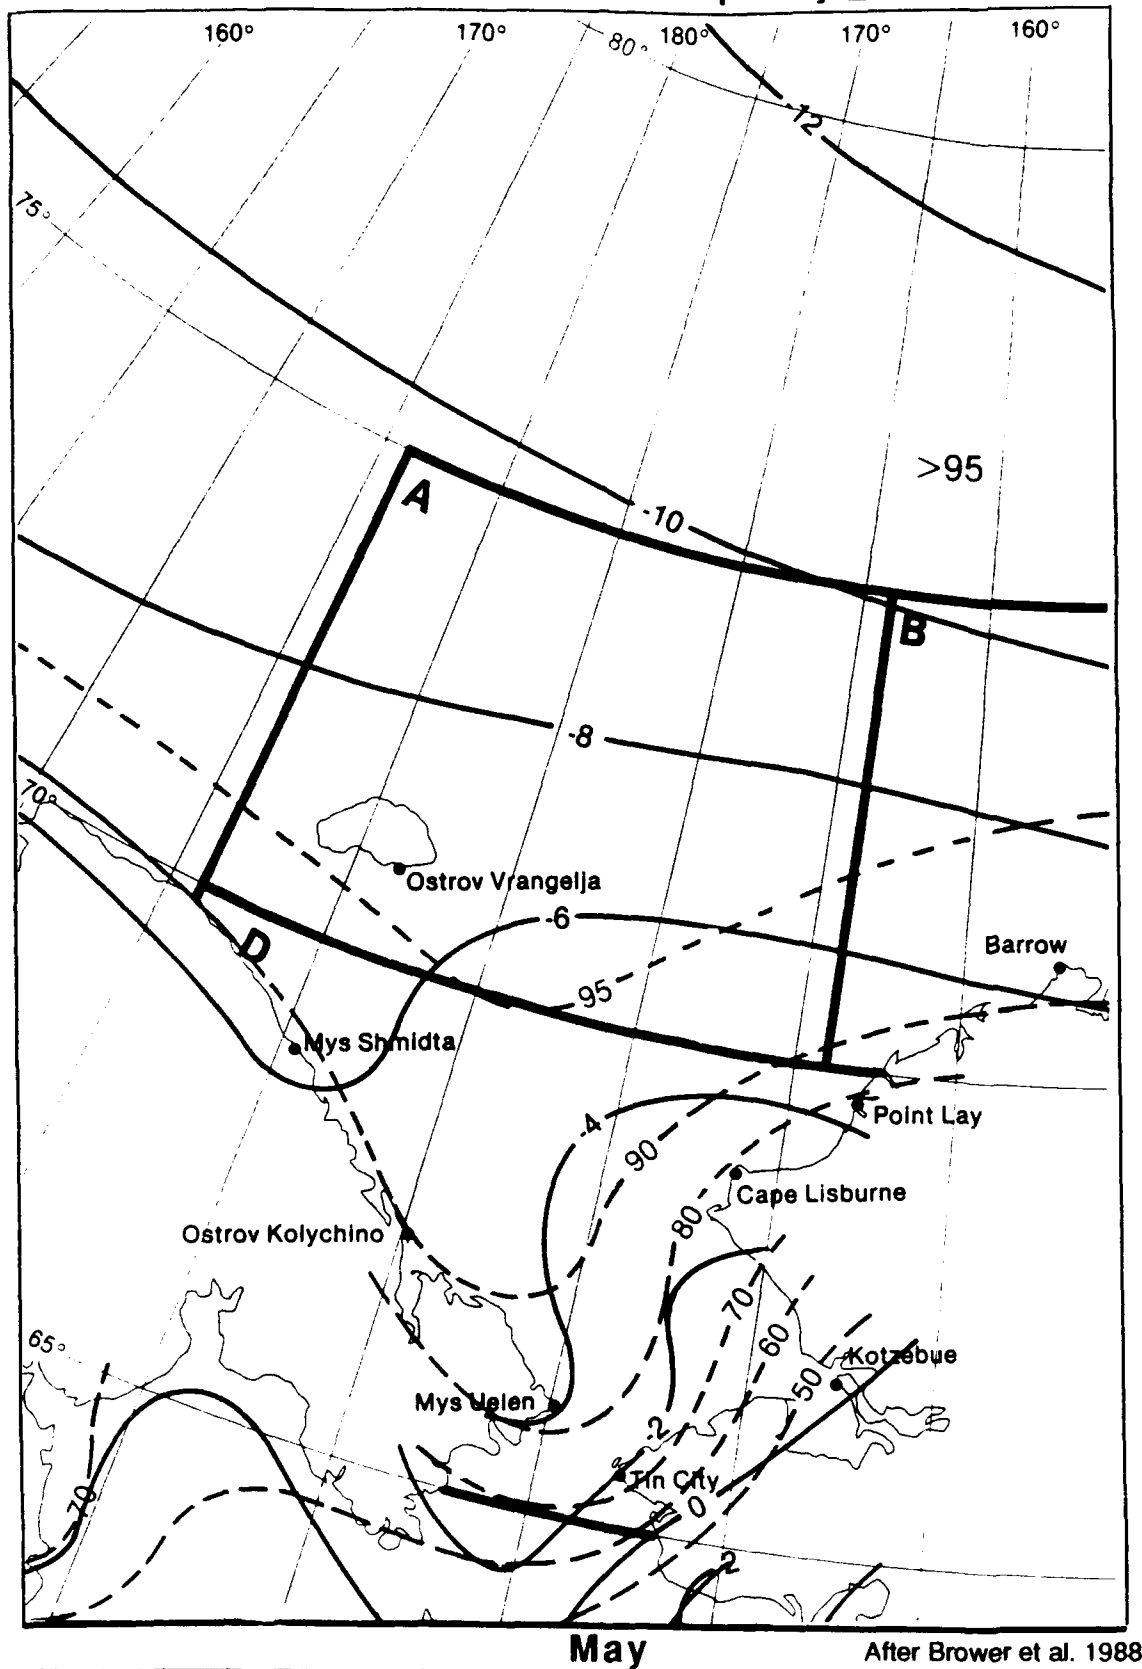 160°
170°
80°
180°
170°
160°
-12
75°
>95
A
-10
B
-8
70°
Ostrov Vrangelja
-6
D
Barrow
95
Mys Shmidta
-4
Point Lay
90
Cape Lisburne
80
Ostrov Kolychino
70
60
65°
Kotzebue
50
Mys Uelen
-2
Tin City
70
0
2
May
After Brower et al. 1988